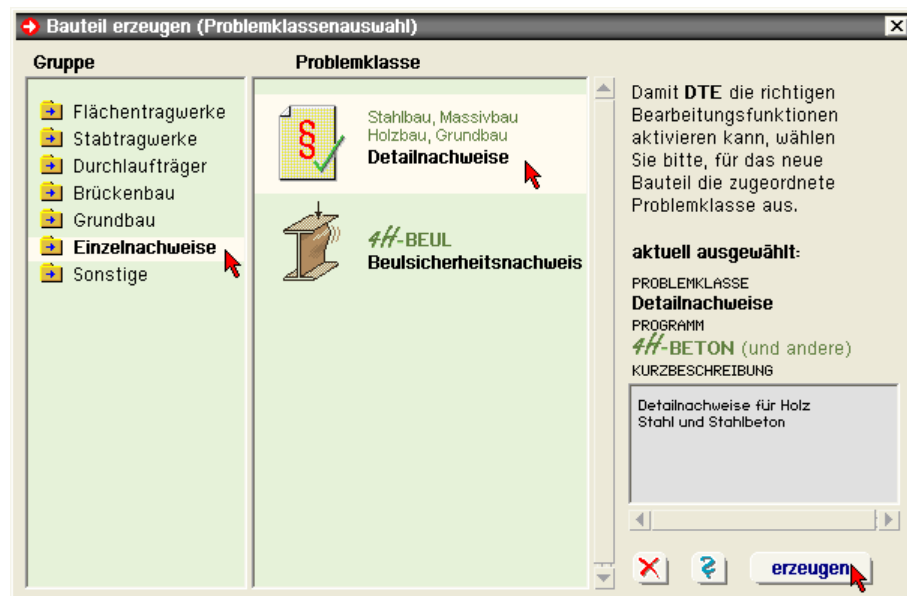 Bauteil erzeugen (Problemklassenauswahl)
Gruppe
Flächentragwerke
Stabtragwerke
Durchlaufträger
Brückenbau
Grundbau
Einzelnachweise
Sonstige
Problemklasse
§
Stahlbau, Massivbau
Holzbau, Grundbau
Detailnachweise
4H-BEUL
Beulsicherheitsnachweis
Damit DTE die richtigen
Bearbeitungsfunktionen
aktivieren kann, wählen
Sie bitte, für das neue
Bauteil die zugeordnete
Problemklasse aus.
aktuell ausgewählt:
PROBLEMKLASSE
Detailnachweise
PROGRAMM
4H-BETON (und andere)
KURZBESCHREIBUNG
Detailnachweise für Holz
Stahl und Stahlbeton
?
erzeugen